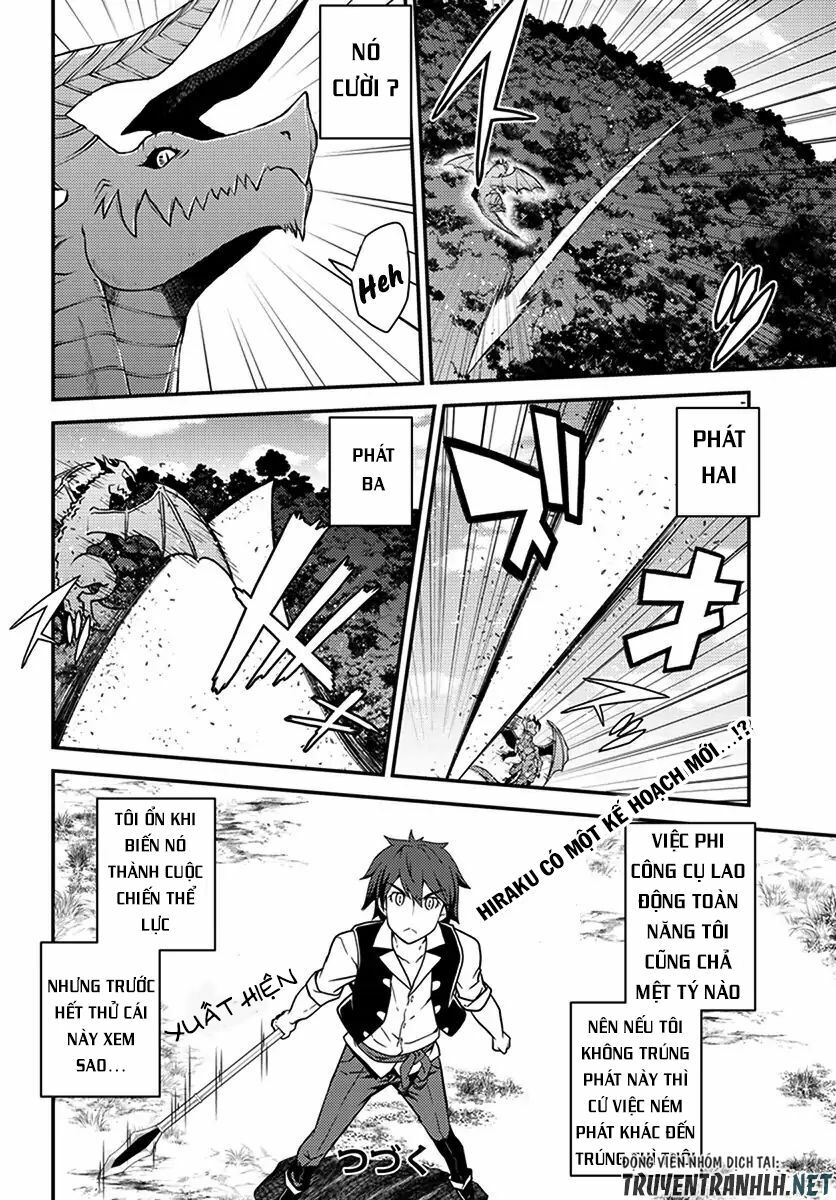 NÓ
CƯỜI ?
Heh
PHÁT
HAI
PHÁT
BA
HIRAKU CÓ MỘT KẾ HOẠCH MỚI...!?
VIỆC PHI
CÔNG CỤ LAO
ĐỘNG TOÀN
NĂNG TÔI
CŨNG CHẢ
MỆT TÝ NÀO
NÊN NẾU TÔI
KHÔNG TRÚNG
PHÁT NÀY THÌ
CỨ VIỆC NÉM
PHÁT KHÁC ĐẾN
TRÚNG
TÔI ỔN KHI
BIẾN NÓ
THÀNH CUỘC
CHIẾN THỂ
LỰC
NHƯNG TRƯỚC
HẾT THỬ CÁI
NÀY XEM
SAO...
XUẤT HIỆN
つづく
ĐỘNG VIÊN NHÓM DỊCH TẠI:
TRUYENTRANHLH.NET